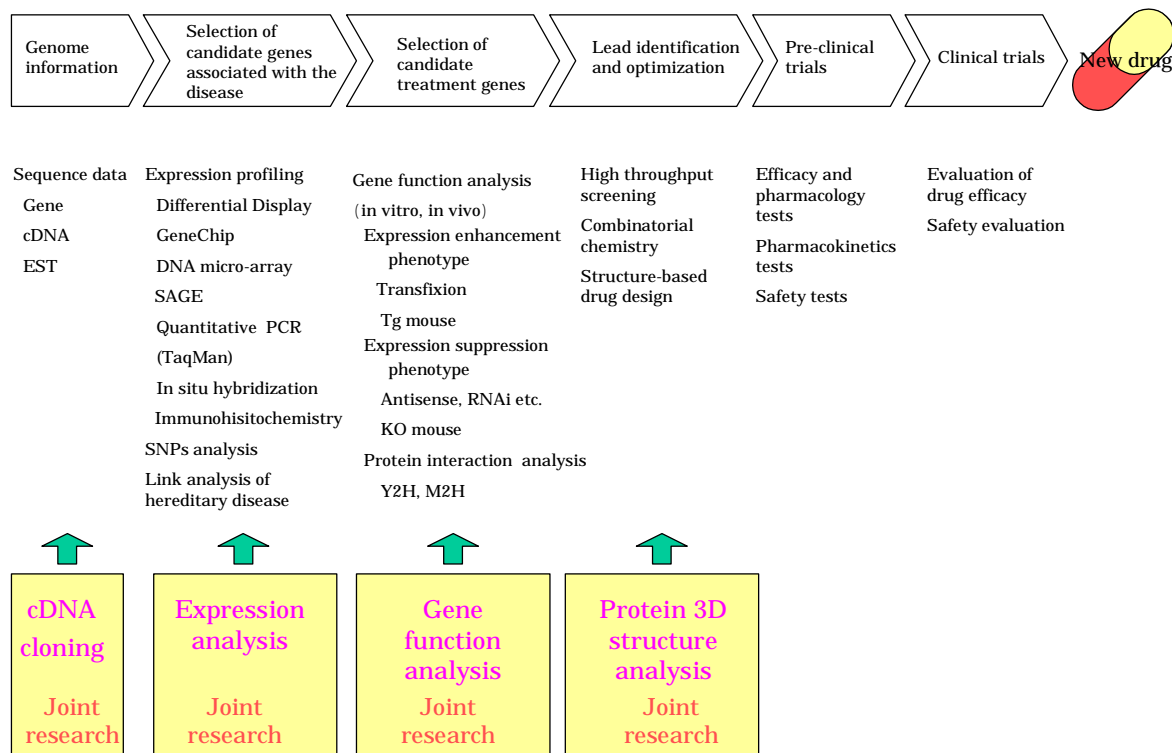 Genome
information
Selection of
candidate genes
associated with the
disease
Selection of
candidate
treatment genes
Lead identification
and optimization
Pre-clinical
trials
Clinical trials
New drug
Sequence data
Gene
cDNA
EST
Expression profiling
Differential Display
GeneChip
DNA micro-array
SAGE
Quantitative PCR
(TaqMan)
In situ hybridization
Immunohisitochemistry
SNPs analysis
Link analysis of
hereditary disease
Gene function analysis
(in vitro, in vivo)
Expression enhancement
phenotype
Transfixion
Tg mouse
Expression suppression
phenotype
Antisense, RNAi etc.
KO mouse
Protein interaction analysis
Y2H, M2H
High throughput
screening
Combinatorial
chemistry
Structure-based
drug design
Efficacy and
pharmacology
tests
Pharmacokinetics
tests
Safety tests
Evaluation of
drug efficacy
Safety evaluation
cDNA
cloning
Joint
research
Expression
analysis
Joint
research
Gene
function
analysis
Joint
research
Protein 3D
structure
analysis
Joint
research